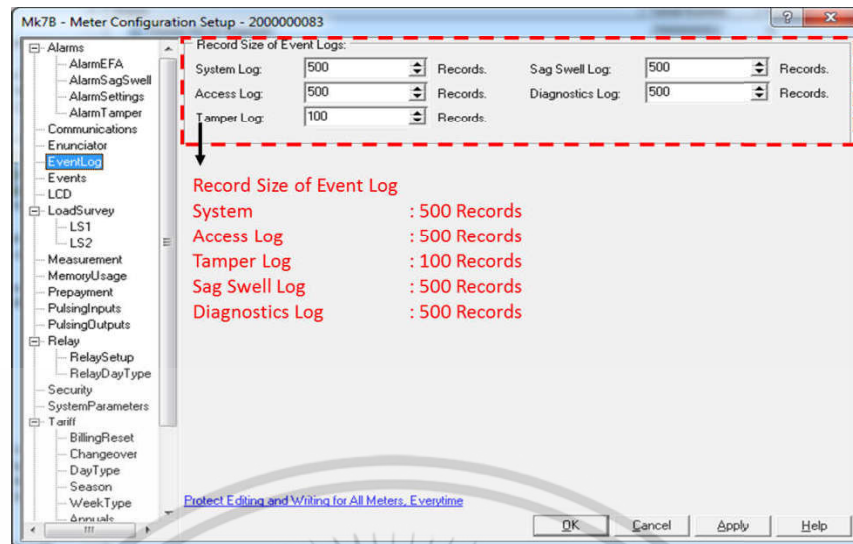 Mk7B - Meter Configuration Setup - 2000000083
Alarms
AlarmEFA
AlarmSagSwell
AlarmSettings
AlarmTamper
Communications
Enunciator
EventLog
Events
LCD
LoadSurvey
LS1
LS2
Measurement
MemoryUsage
Prepayment
PulsingInputs
PulsingOutputs
Relay
RelaySetup
RelayDayType
Security
SystemParameters
Tariff
BillingReset
Changeover
DayType
Season
WeekType
Annuals
Record Size of Event Logs:
System Log: 500 Records. Sag Swell Log: 500 Records.
Access Log: 500 Records. Diagnostics Log: 500 Records.
Tamper Log: 100 Records.
Record Size of Event Log
System : 500 Records
Access Log : 500 Records
Tamper Log : 100 Records
Sag Swell Log : 500 Records
Diagnostics Log : 500 Records
Protect Editing and Writing for All Meters, Everytime
OK Cancel Apply Help